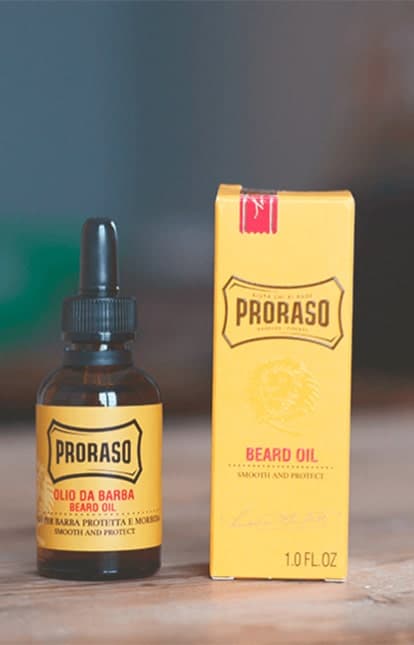 PRORASO
OLIO DA BARBA
BEARD OIL
PER BARBA PROTETTA E MORBIDA
SMOOTH AND PROTECT
PRORASO
BEARD OIL
SMOOTH AND PROTECT
1.0 FL.OZ